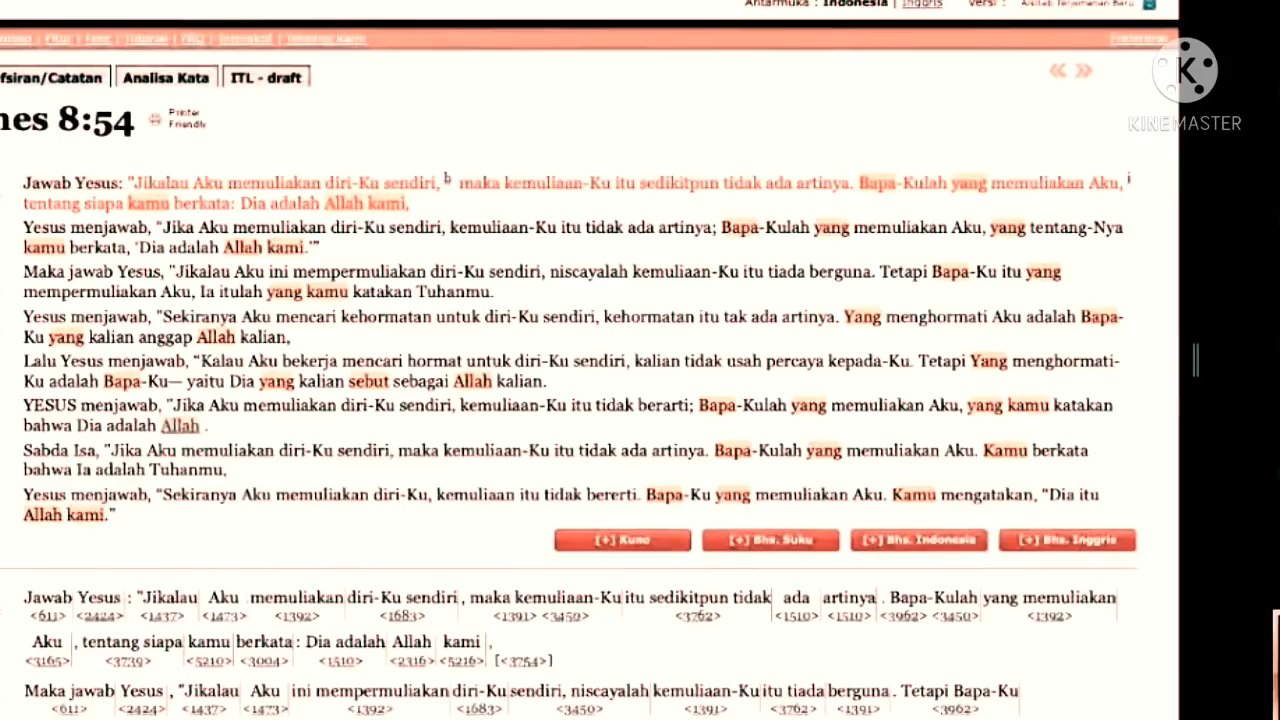 Antarmuka : Indonesia | Inggris Versi : Alkitab Terjemahan Baru
Fitur | | Tutorial | FAQ |
fsiran/Catatan Analisa Kata ITL - draft
KINEMASTER
nes 8:54 Printer
Friendly
Jawab Yesus: "Jikalau Aku memuliakan diri-Ku sendiri, h maka kemuliaan-Ku itu sedikitpun tidak ada artinya. Bapa-Kulah yang memuliakan Aku, i
tentang siapa kamu berkata: Dia adalah Allah kami,
Yesus menjawab, “Jika Aku memuliakan diri-Ku sendiri, kemuliaan-Ku itu tidak ada artinya; Bapa-Kulah yang memuliakan Aku, yang tentang-Nya
kamu berkata, ‘Dia adalah Allah kami.’”
Maka jawab Yesus, "Jikalau Aku ini mempermuliakan diri-Ku sendiri, niscayalah kemuliaan-Ku itu tiada berguna. Tetapi Bapa-Ku itu yang
mempermuliakan Aku, Ia itulah yang kamu katakan Tuhanmu.
Yesus menjawab, “Sekiranya Aku mencari kehormatan untuk diri-Ku sendiri, kehormatan itu tak ada artinya. Yang menghormati Aku adalah Bapa-
Ku yang kalian anggap Allah kalian,
Lalu Yesus menjawab, “Kalau Aku bekerja mencari hormat untuk diri-Ku sendiri, kalian tidak usah percaya kepada-Ku. Tetapi Yang menghormati-
Ku adalah Bapa-Ku— yaitu Dia yang kalian sebut sebagai Allah kalian.
YESUS menjawab, "Jika Aku memuliakan diri-Ku sendiri, kemuliaan-Ku itu tidak berarti; Bapa-Kulah yang memuliakan Aku, yang kamu katakan
bahwa Dia adalah Allah .
Sabda Isa, "Jika Aku memuliakan diri-Ku sendiri, maka kemuliaan-Ku itu tidak ada artinya. Bapa-Kulah yang memuliakan Aku. Kamu berkata
bahwa Ia adalah Tuhanmu,
Yesus menjawab, “Sekiranya Aku memuliakan diri-Ku, kemuliaan itu tidak bererti. Bapa-Ku yang memuliakan Aku. Kamu mengatakan, “Dia itu
Allah kami.”
[+] Kuno [+] Bhs. Suku [+] Bhs. Indonesia [+] Bhs. Inggris
Jawab Yesus : "Jikalau Aku memuliakan diri-Ku sendiri , maka kemuliaan-Ku itu sedikitpun tidak ada artinya . Bapa-Kulah yang memuliakan
<611> <2424> <1437> <1473> <1392> <1683> <1391> <3450> <3762> <1510> <1510> <3962> <3450> <1392>
Aku , tentang siapa kamu berkata : Dia adalah Allah kami ,
<3165> <3739> <5210> <3004> <1510> <2316> <5216> [<3754>]
Maka jawab Yesus , "Jikalau Aku ini mempermuliakan diri-Ku sendiri, niscayalah kemuliaan-Ku itu tiada berguna . Tetapi Bapa-Ku
<611> <2424> <1437> <1473> <1392> <1683> <3450> <1391> <3762> <1391> <3962>